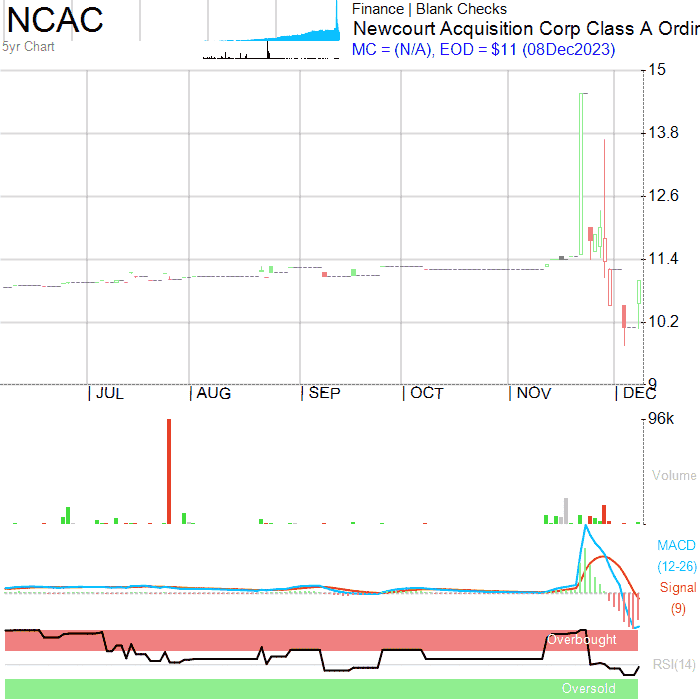 NCAC
5yr Chart
Finance | Blank Checks
Newcourt Acquisition Corp Class A Ordin
MC = (N/A), EOD = $11 (08Dec2023)
15
13.8
12.6
11.4
10.2
9
JUL AUG SEP OCT NOV DEC
96k
Volume
MACD
(12-26)
Signal
(9)
Overbought
RSI(14)
Oversold